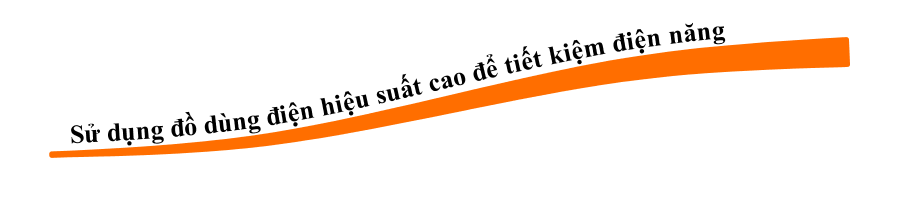 Sử dụng đồ dùng điện hiệu suất cao để tiết kiệm điện năng